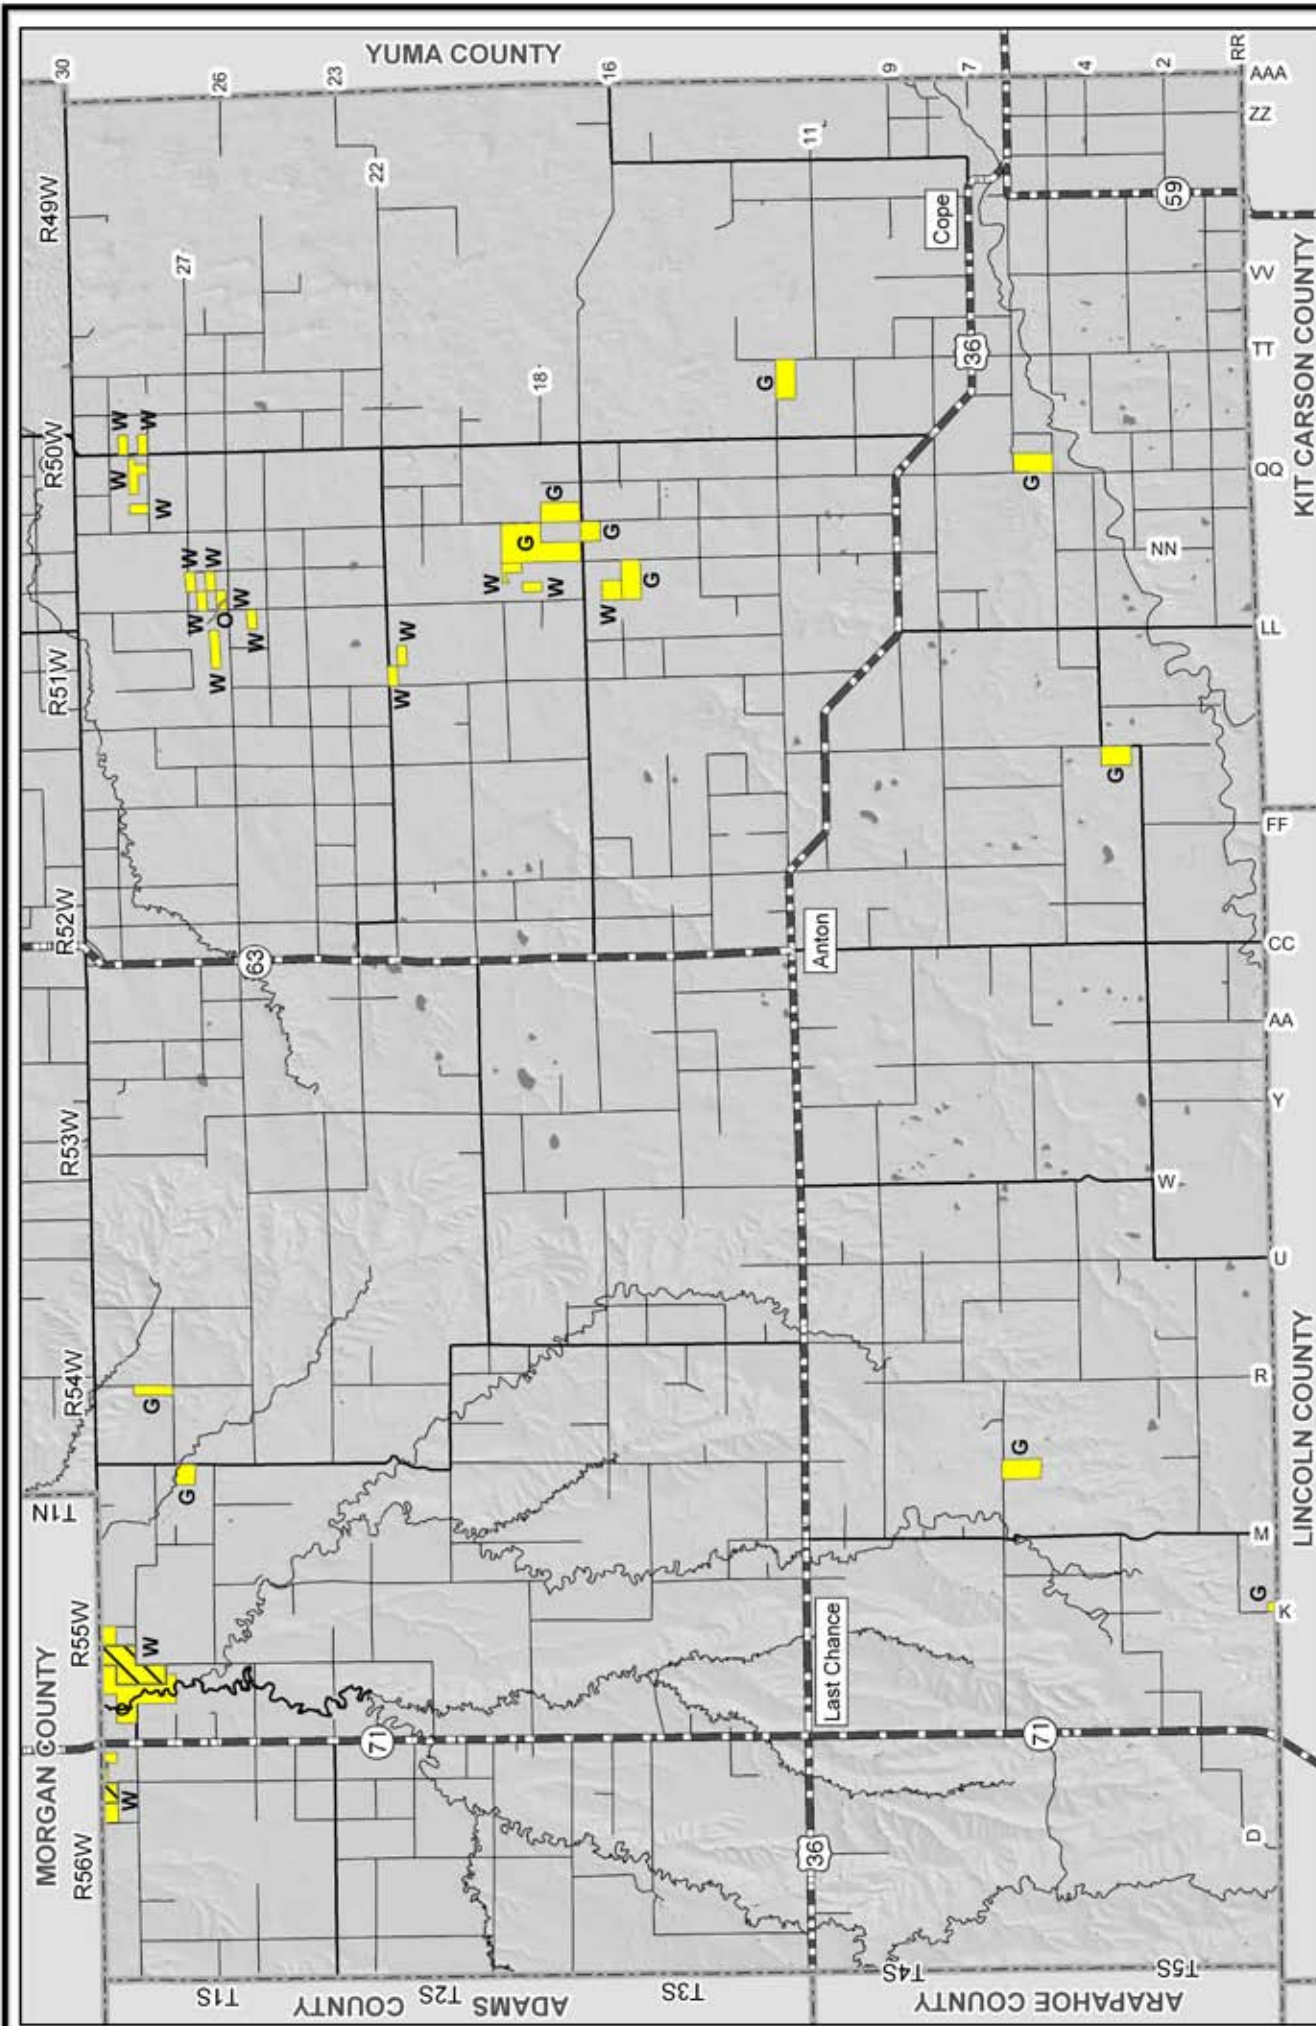 YUMA COUNTY
30
26
23
16
9
7
4
2
RR
AAA
ZZ
22
11
R49W
27
Cope
59
VV
KIT CARSON COUNTY
18
36
TT
R50W
W
W
W
W
G
QQ
G
G
G
G
W
W
W
W
O
W
W
W
W
G
W
NN
LL
R51W
W
W
G
FF
R52W
63
Anton
CC
AA
R53W
Y
W
U
R54W
G
R
G
G
T1N
M
LINCOLN COUNTY
MORGAN COUNTY
R55W
W
G
K
Last Chance
71
71
W
R56W
36
D
T1S
T2S
T3S
T4S
T5S
ADAMS
COUNTY
ARAPAHOE COUNTY